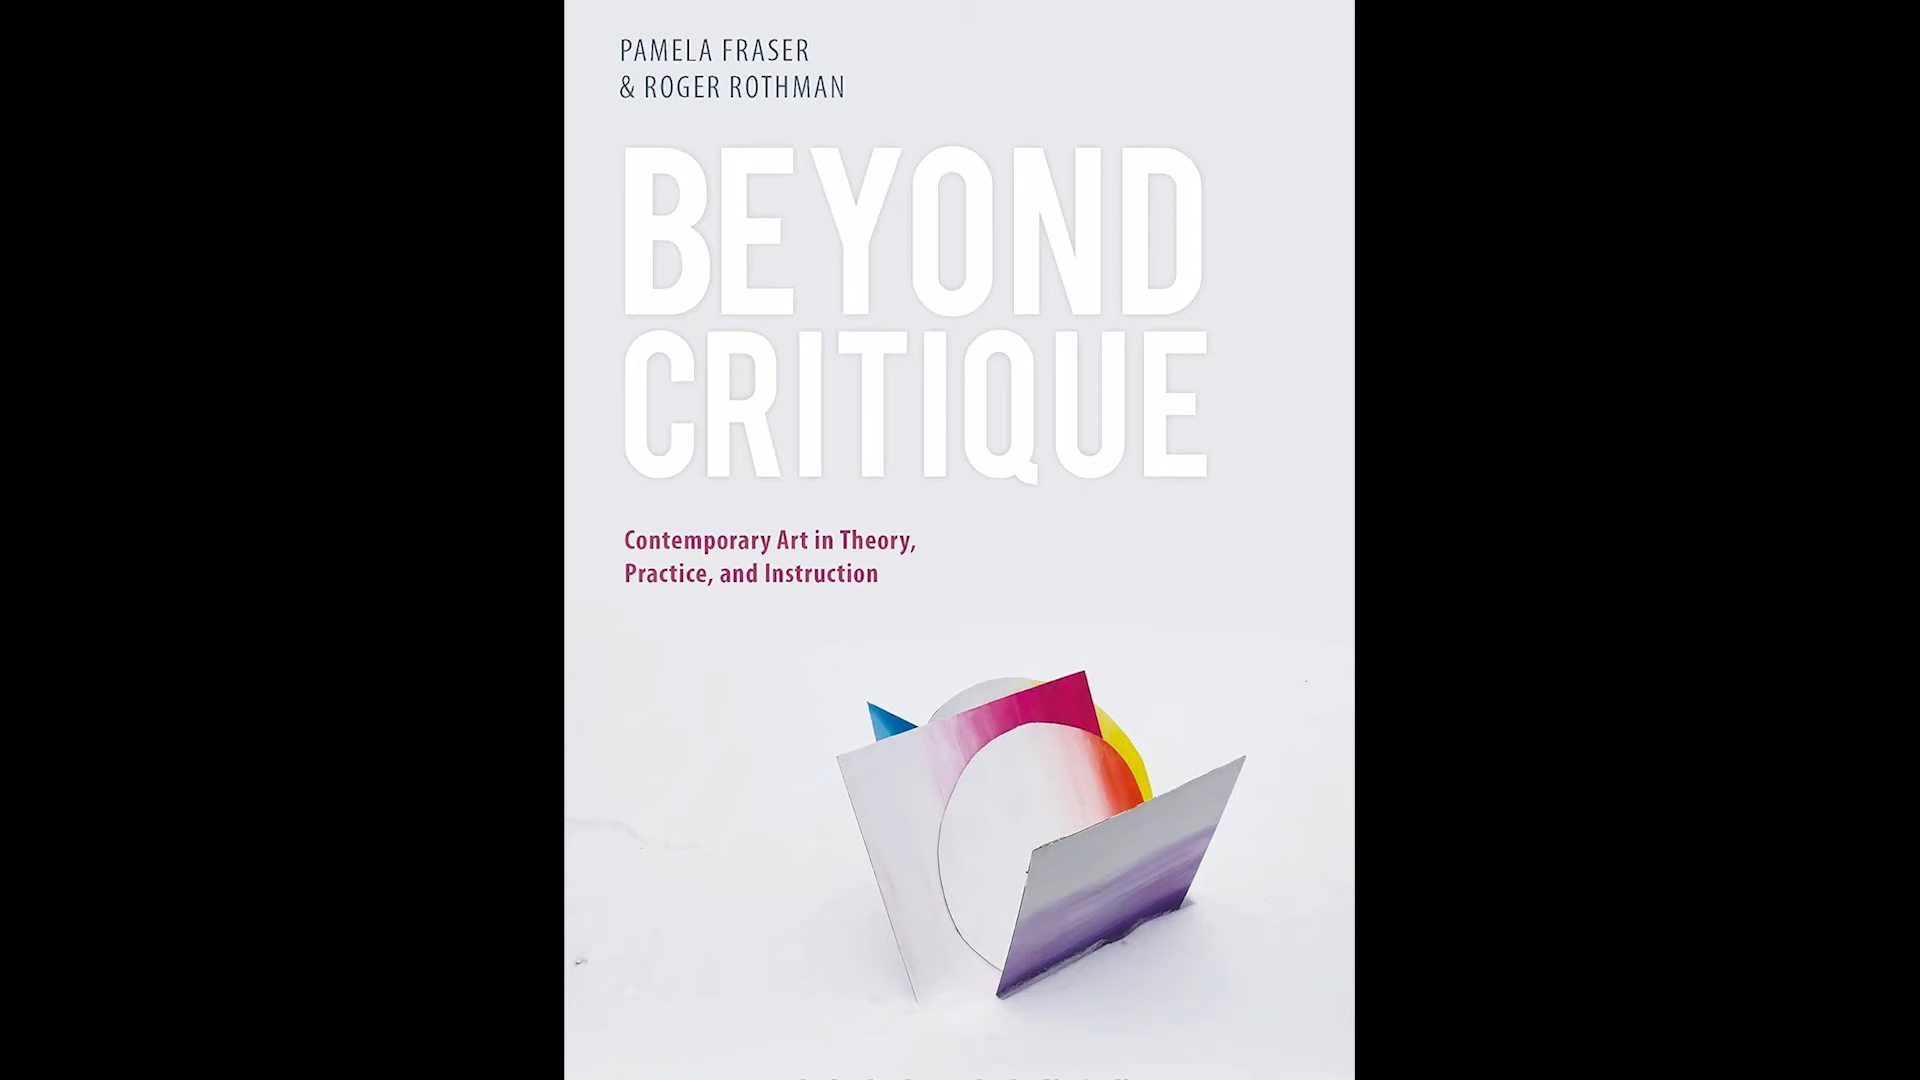 PAMELA FRASER
& ROGER ROTHMAN
BEYOND
CRITIQUE
Contemporary Art in Theory,
Practice, and Instruction